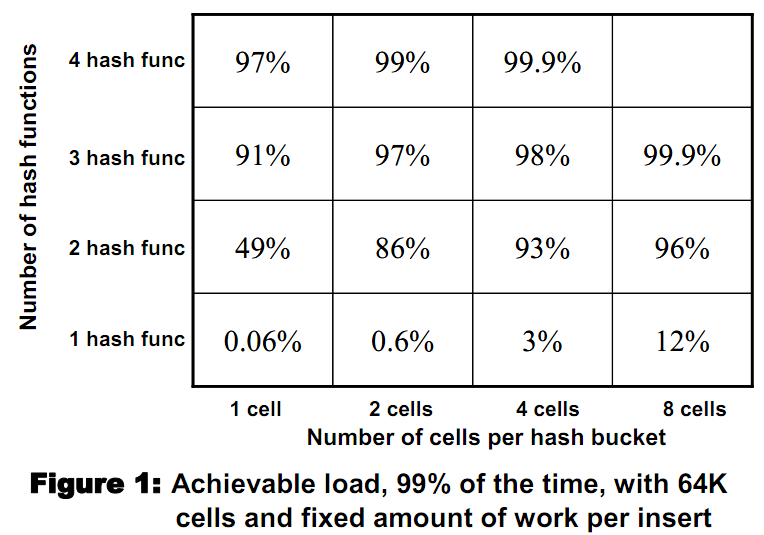 Number of hash functions
4 hash func 97% 99% 99.9%
3 hash func 91% 97% 98% 99.9%
2 hash func 49% 86% 93% 96%
1 hash func 0.06% 0.6% 3% 12%
1 cell 2 cells 4 cells 8 cells
Number of cells per hash bucket
Figure 1: Achievable load, 99% of the time, with 64K
cells and fixed amount of work per insert